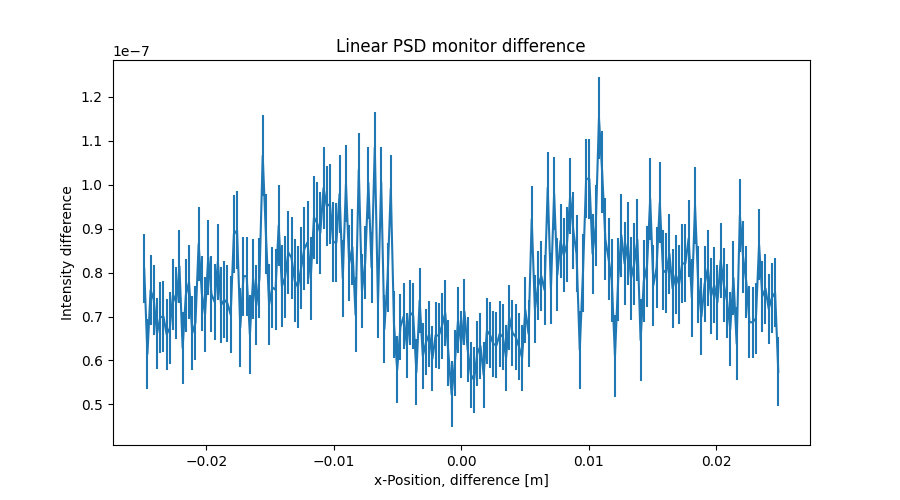 Linear PSD monitor difference
1e−7
1.2
1.1
1.0
0.9
0.8
0.7
0.6
0.5
Intensity difference
−0.02 −0.01 0.00 0.01 0.02
x-Position, difference [m]